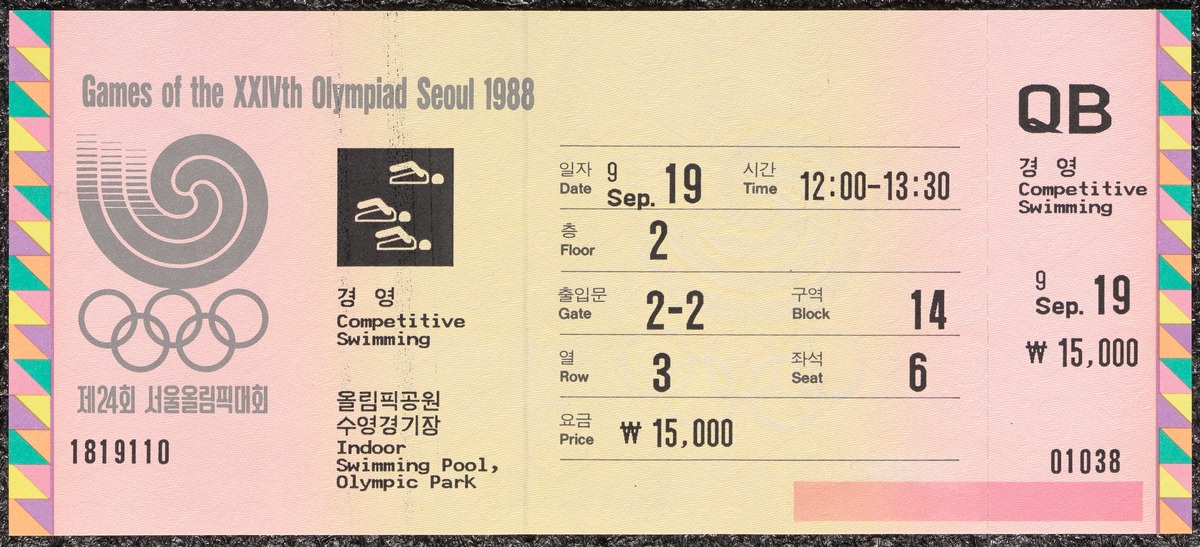 Games of the XXIVth Olympiad Seoul 1988
제24회 서울올림픽대회
1819110
경 영
Competitive
Swimming
올림픽공원
수영경기장
Indoor
Swimming Pool,
Olympic Park
일자 9 시간
Date Sep. 19 Time 12:00-13:30
층
Floor 2
출입문 구역
Gate 2-2 Block 14
열 좌석
Row 3 Seat 6
요금
Price ₩ 15,000
QB
경 영
Competitive
Swimming
9
Sep. 19
₩ 15,000
01038